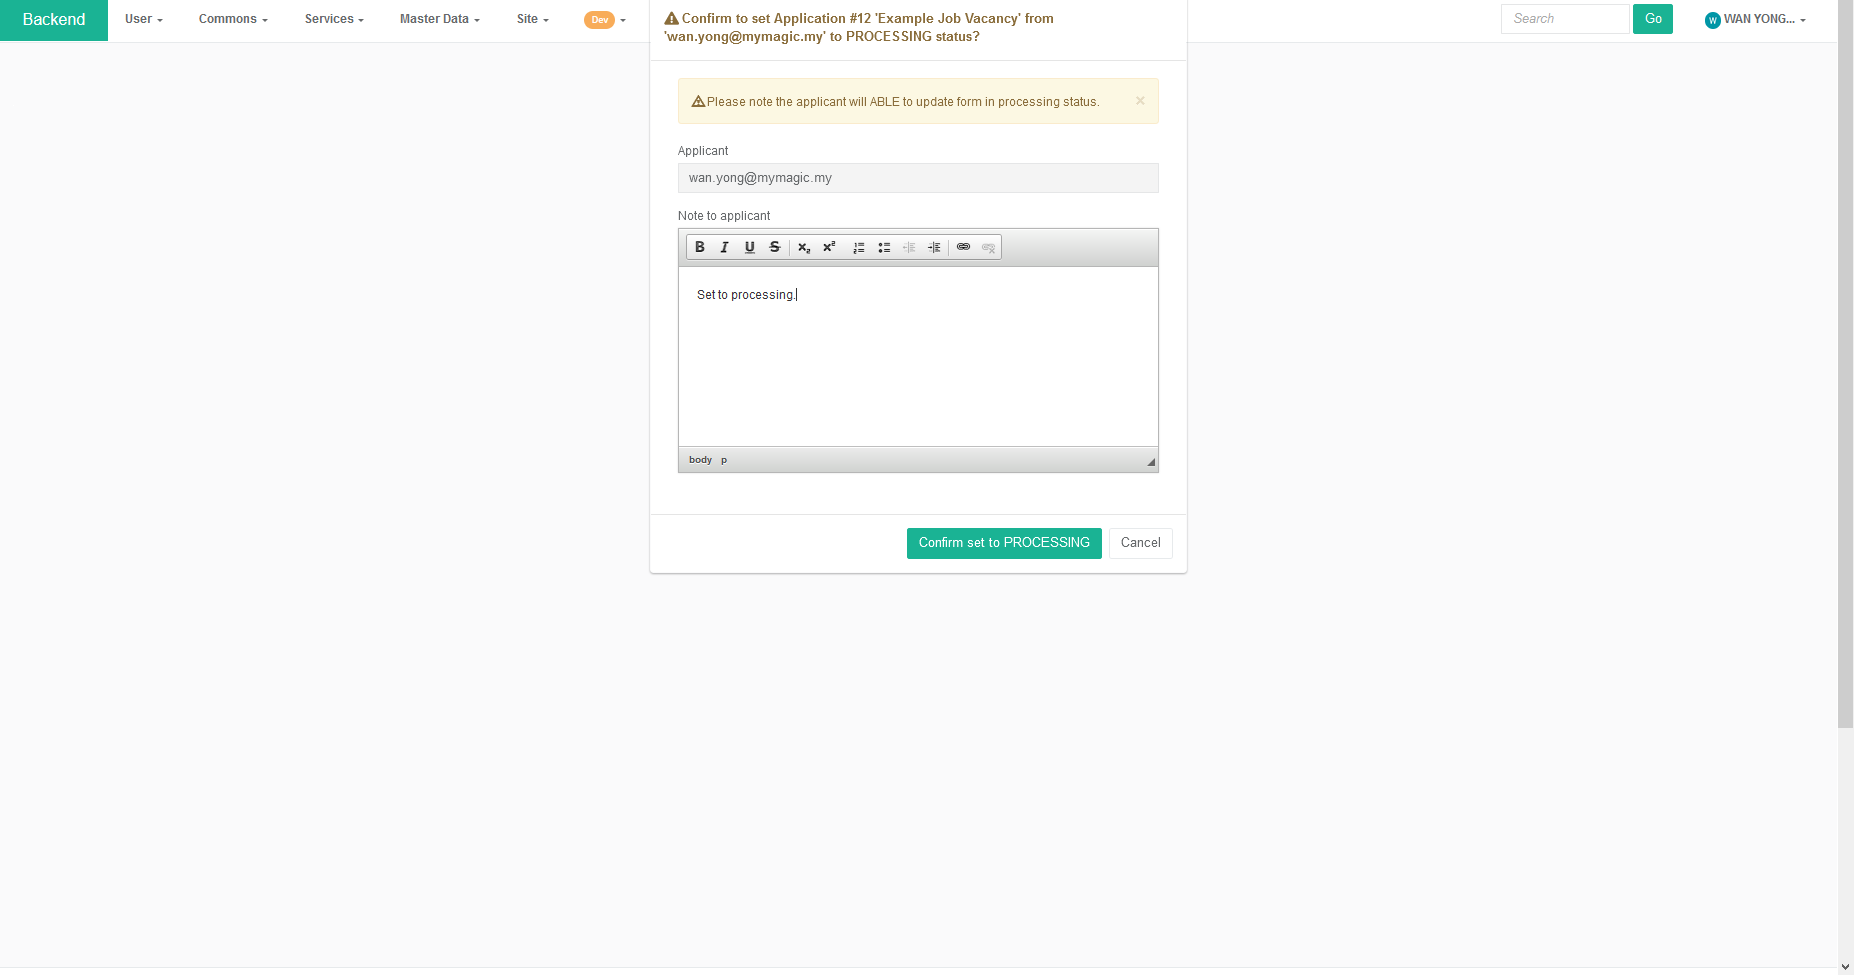 Backend User Commons Services Master Data Site Dev Search Go W WAN YONG...
Confirm to set Application #12 'Example Job Vacancy' from
'wan.yong@mymagic.my' to PROCESSING status?
Please note the applicant will ABLE to update form in processing status. ×
Applicant
wan.yong@mymagic.my
Note to applicant
B I U S x₂ x²
Set to processing.
body p
Confirm set to PROCESSING Cancel